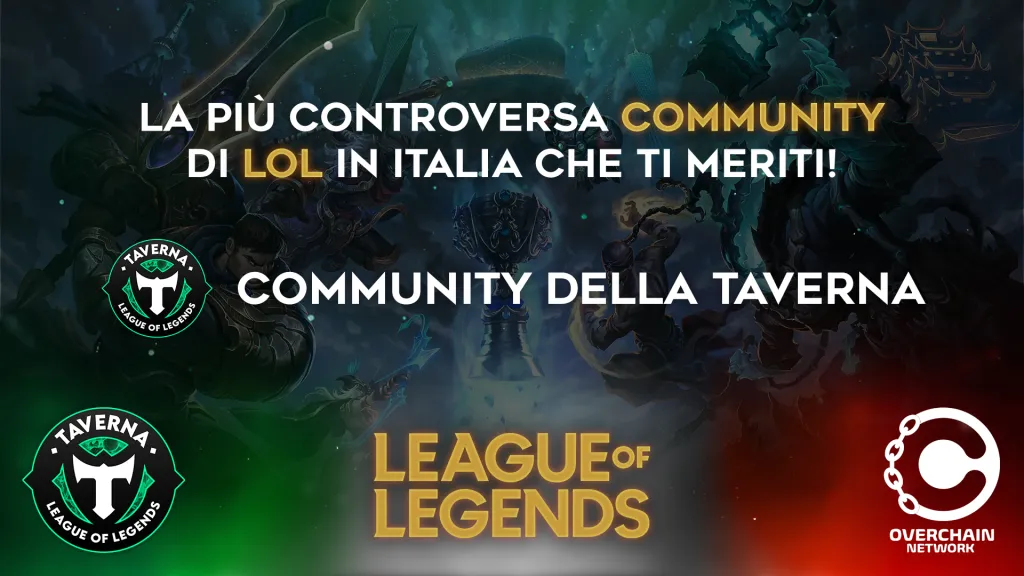 LA PIÙ CONTROVERSA COMMUNITY
DI LOL IN ITALIA CHE TI MERITI!
TAVERNA
LEAGUE OF LEGENDS
COMMUNITY DELLA TAVERNA
TAVERNA
LEAGUE OF LEGENDS
LEAGUE OF
LEGENDS
OVERCHAIN
NETWORK